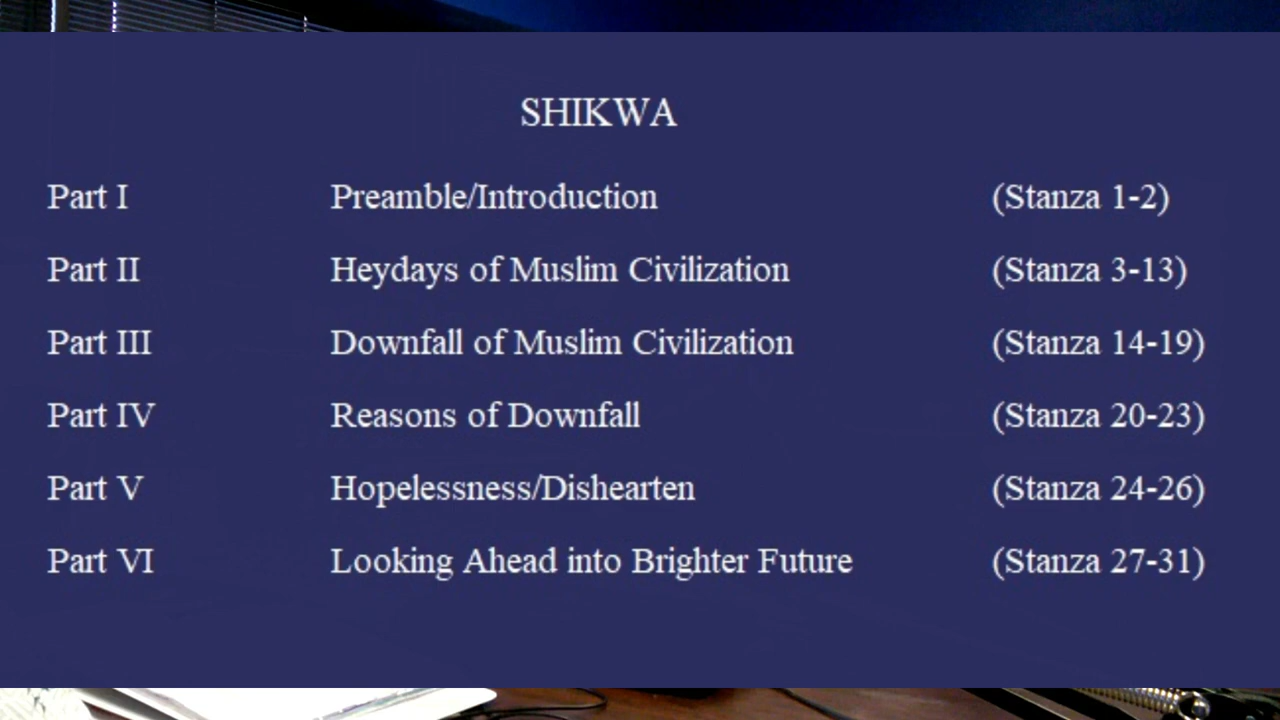 SHIKWA
Part I Preamble/Introduction (Stanza 1-2)
Part II Heydays of Muslim Civilization (Stanza 3-13)
Part III Downfall of Muslim Civilization (Stanza 14-19)
Part IV Reasons of Downfall (Stanza 20-23)
Part V Hopelessness/Dishearten (Stanza 24-26)
Part VI Looking Ahead into Brighter Future (Stanza 27-31)